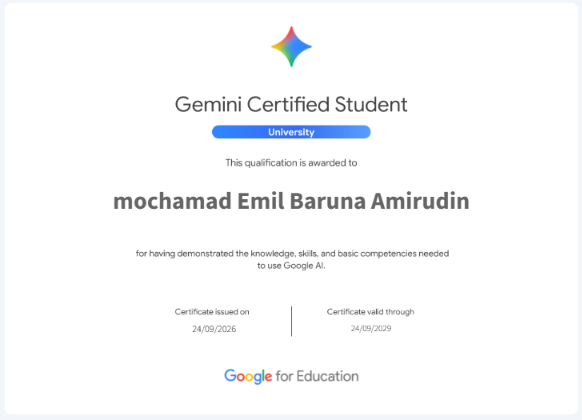 Gemini Certified Student
University
This qualification is awarded to
mochamad Emil Baruna Amirudin
for having demonstrated the knowledge, skills, and basic competencies needed
to use Google AI.
Certificate issued on
24/09/2026
Certificate valid through
24/09/2029
Google for Education